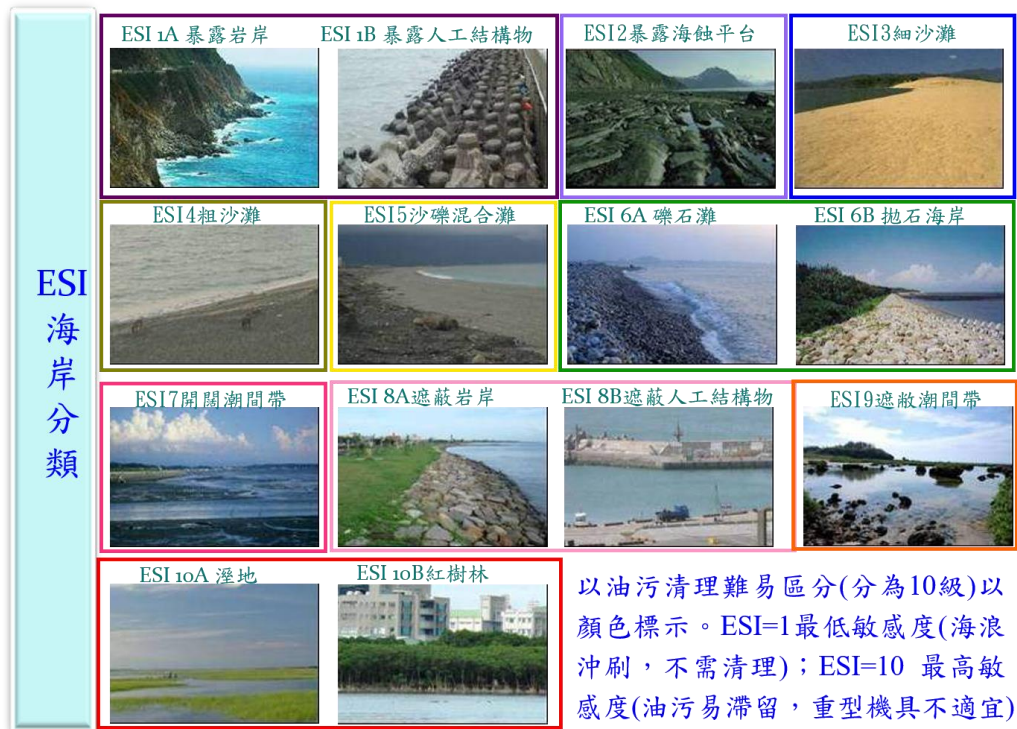 ESI
海
岸
分
類
ESI 1A 暴露岩岸
ESI 1B 暴露人工結構物
ESI2暴露海蝕平台
ESI3細沙灘
ESI4粗沙灘
ESI5沙礫混合灘
ESI 6A 礫石灘
ESI 6B 拋石海岸
ESI7開闊潮間帶
ESI 8A遮蔽岩岸
ESI 8B遮蔽人工結構物
ESI9遮敝潮間帶
ESI 10A 溼地
ESI 10B紅樹林
以油污清理難易區分(分為10級)以
顏色標示。ESI=1最低敏感度(海浪
沖刷，不需清理)；ESI=10 最高敏
感度(油污易滯留，重型機具不適宜)